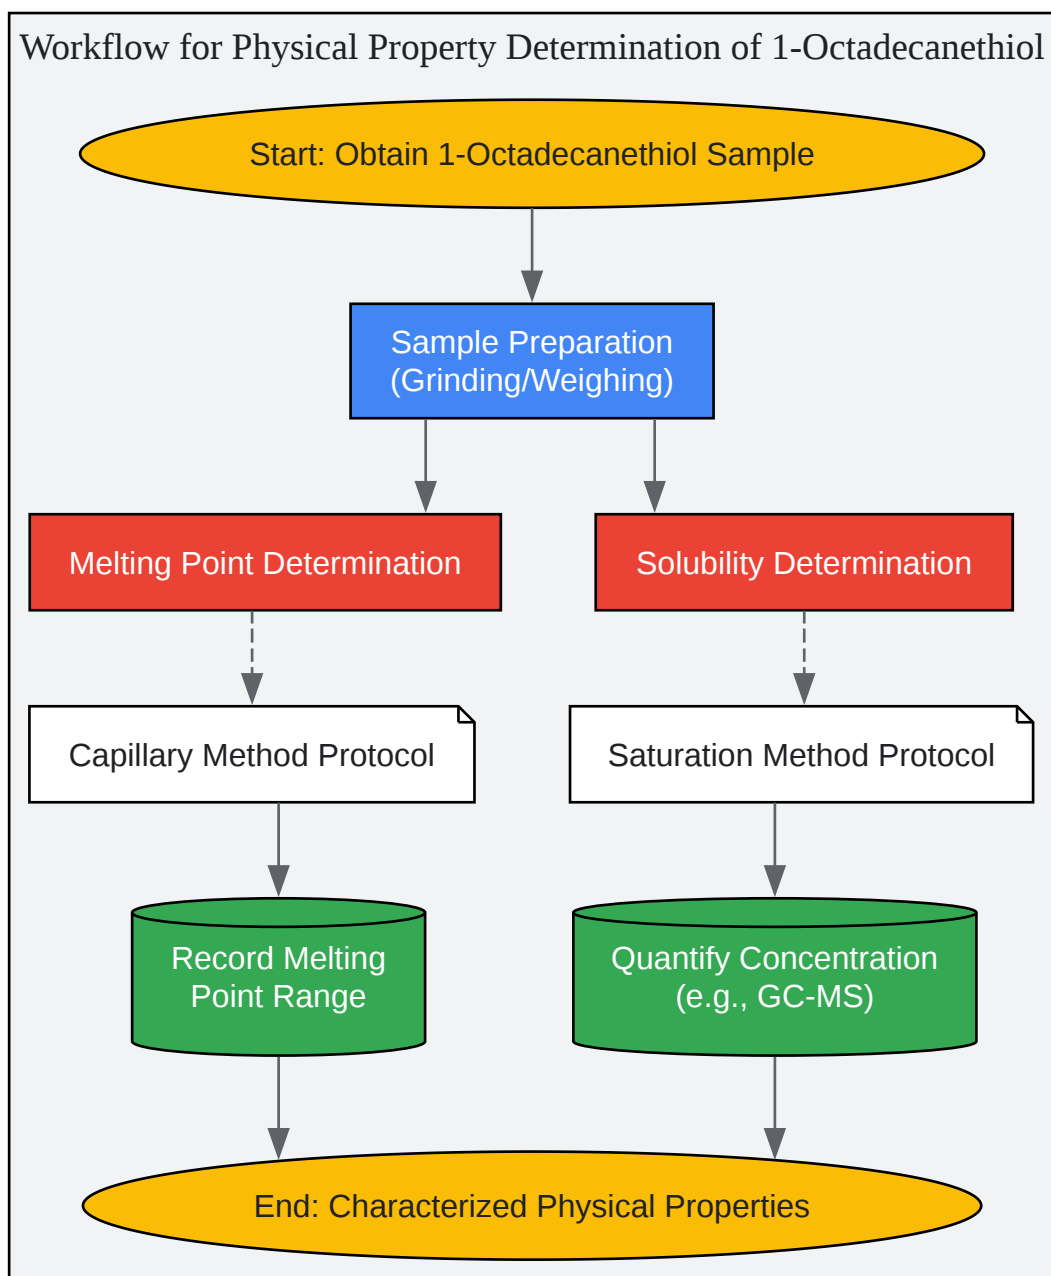 Workflow for Physical Property Determination of 1-Octadecanethiol
Start: Obtain 1-Octadecanethiol Sample
Sample Preparation
(Grinding/Weighing)
Melting Point Determination
Solubility Determination
Capillary Method Protocol
Saturation Method Protocol
Record Melting
Point Range
Quantify Concentration
(e.g., GC-MS)
End: Characterized Physical Properties